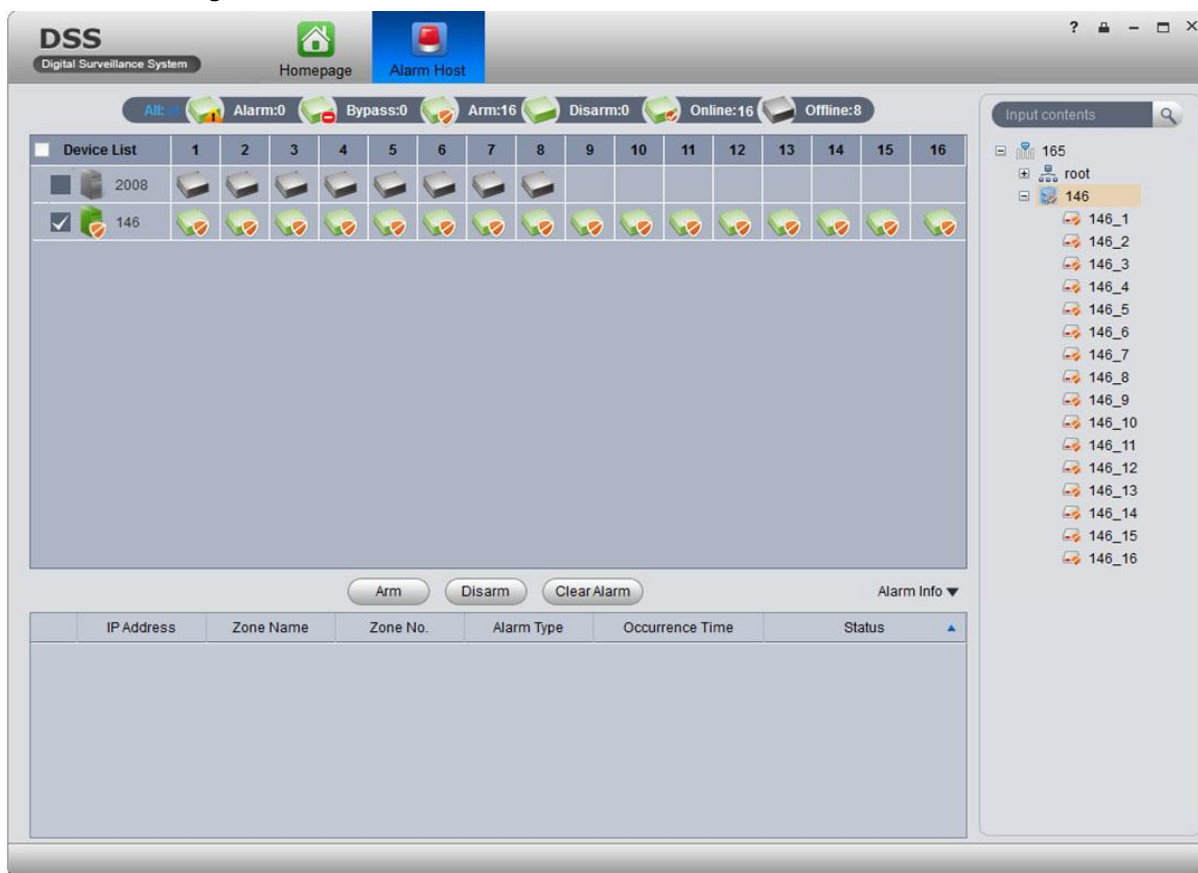 DSS
Digital Surveillance System
Homepage
Alarm Host
?
All: Alarm:0 Bypass:0 Arm:16 Disarm:0 Online:16 Offline:8
Input contents
Device List 1 2 3 4 5 6 7 8 9 10 11 12 13 14 15 16
2008
146
165
root
146
146_1
146_2
146_3
146_4
146_5
146_6
146_7
146_8
146_9
146_10
146_11
146_12
146_13
146_14
146_15
146_16
Arm Disarm Clear Alarm Alarm Info
IP Address Zone Name Zone No. Alarm Type Occurrence Time Status